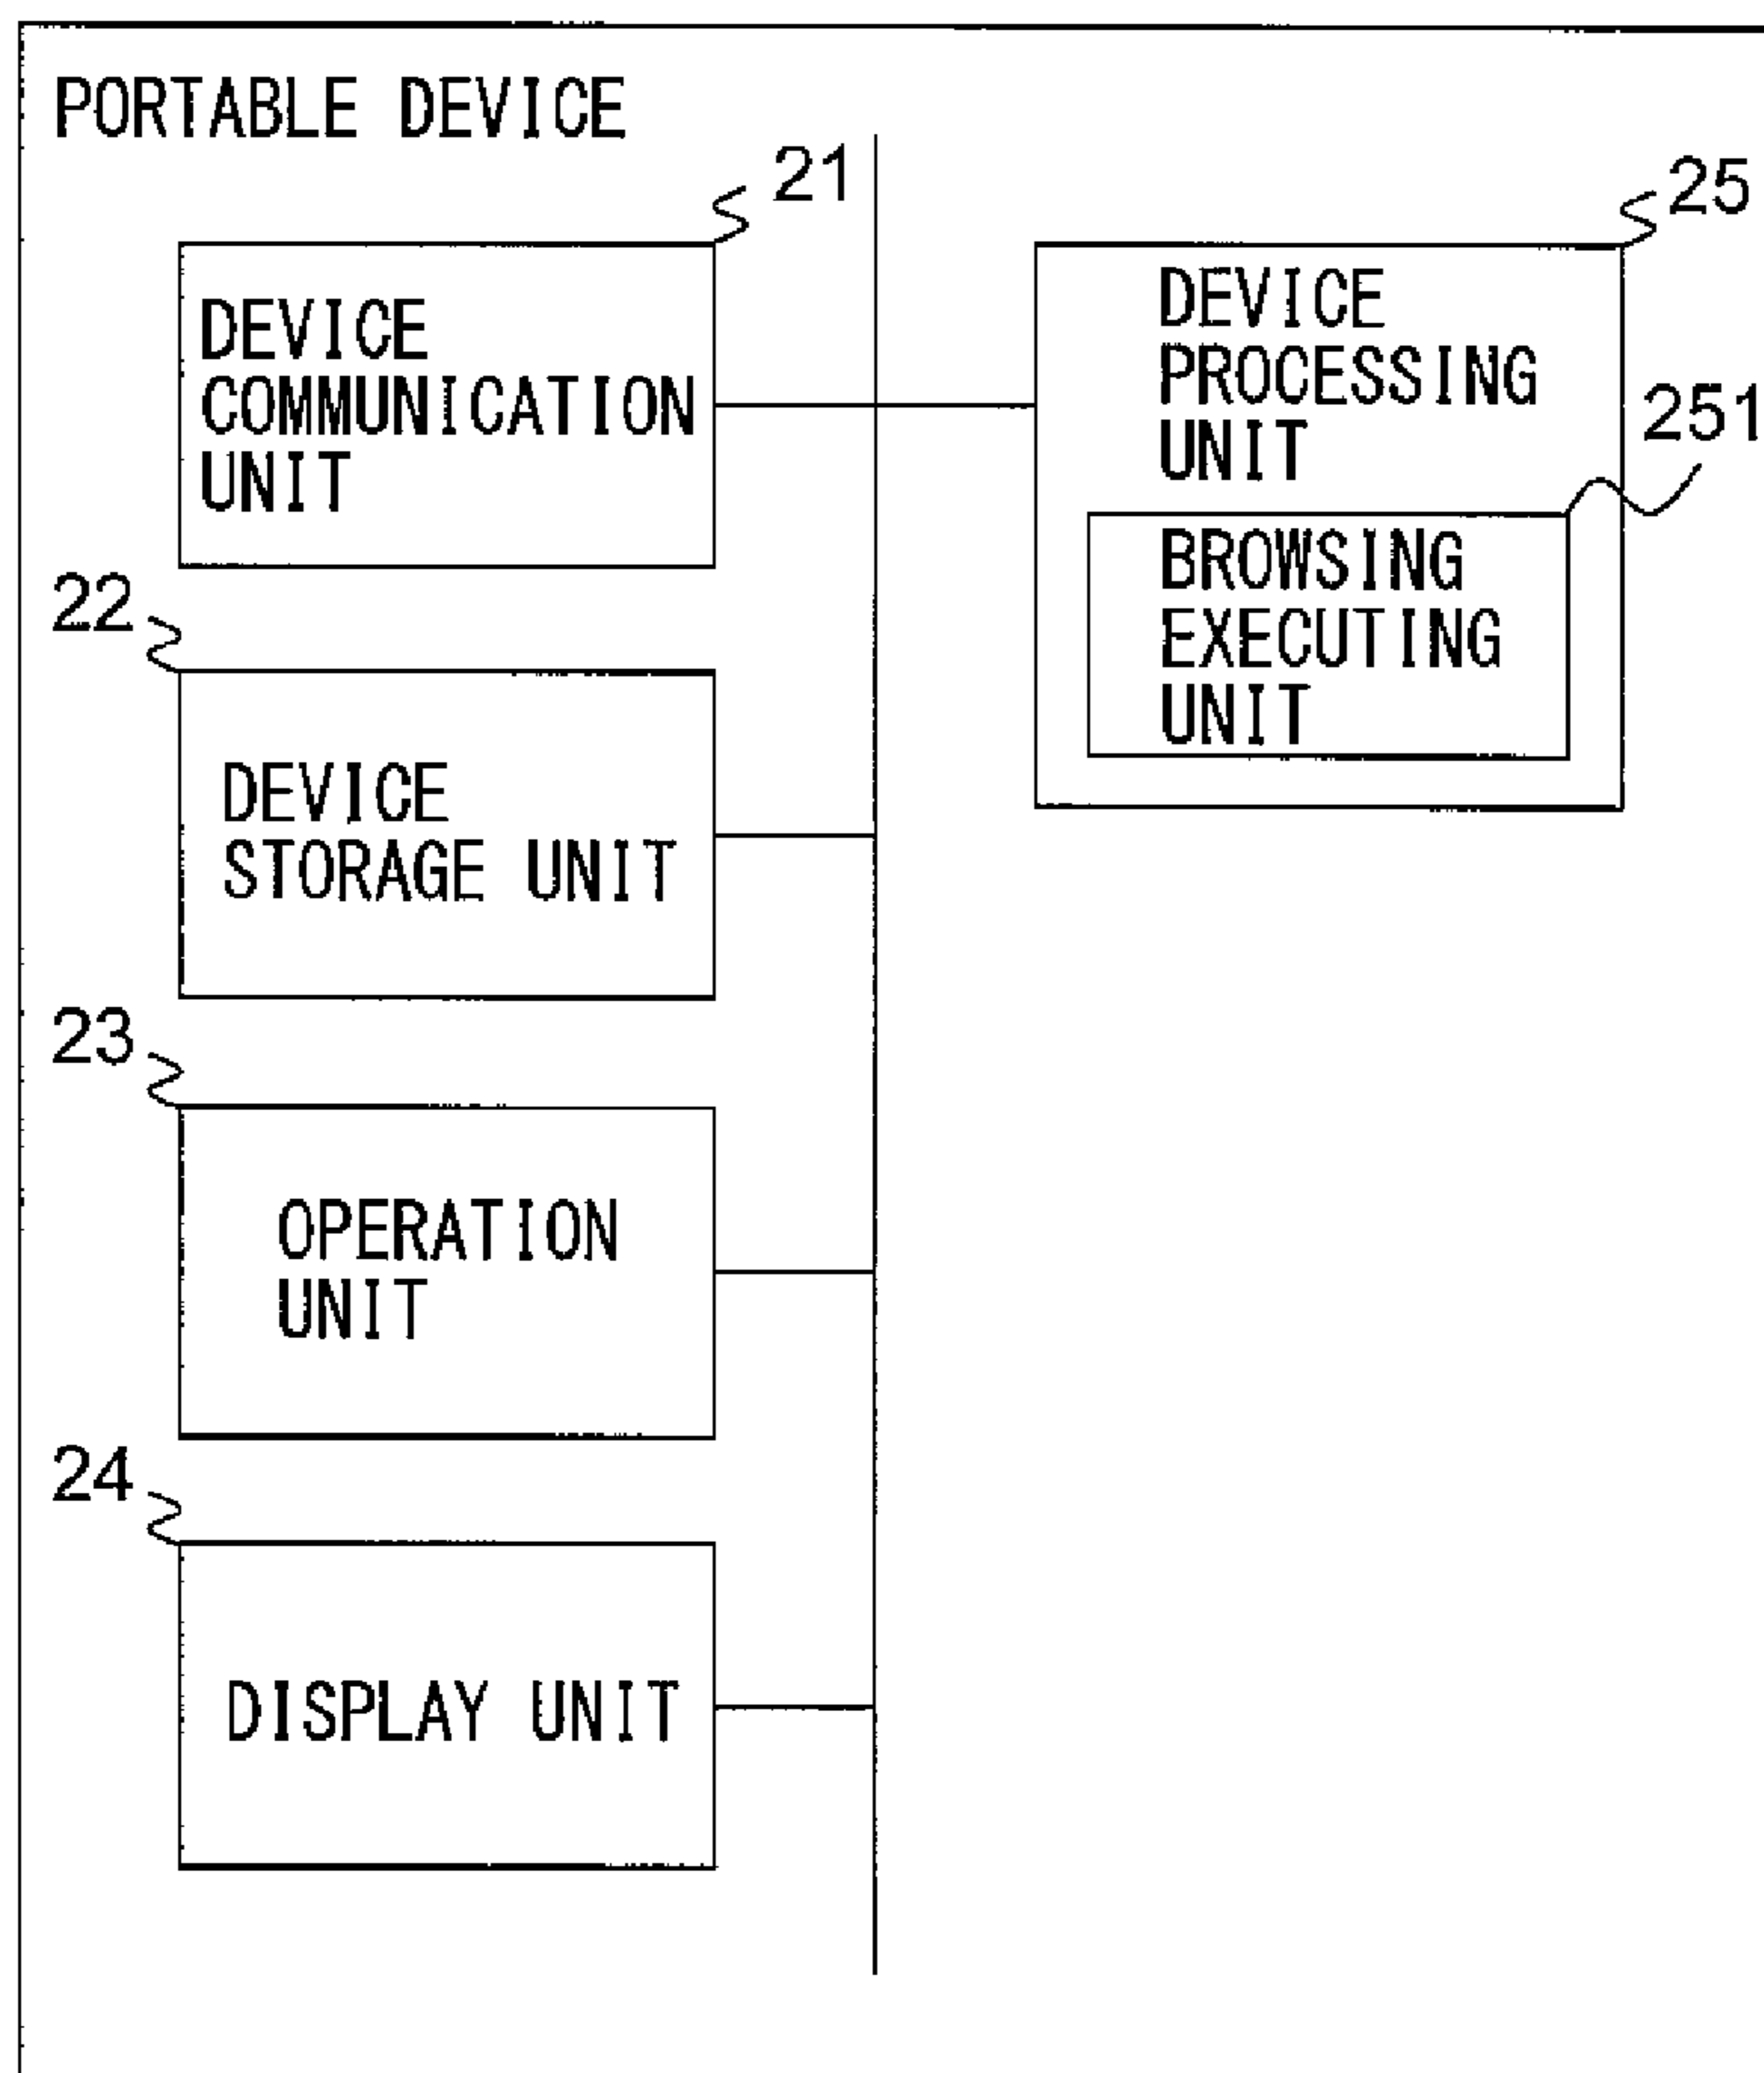 PORTABLE DEVICE
21
DEVICE
COMMUNICATION
UNIT
22
DEVICE
STORAGE UNIT
23
OPERATION
UNIT
24
DISPLAY UNIT
25
DEVICE
PROCESSING
UNIT
251
BROWSING
EXECUTING
UNIT